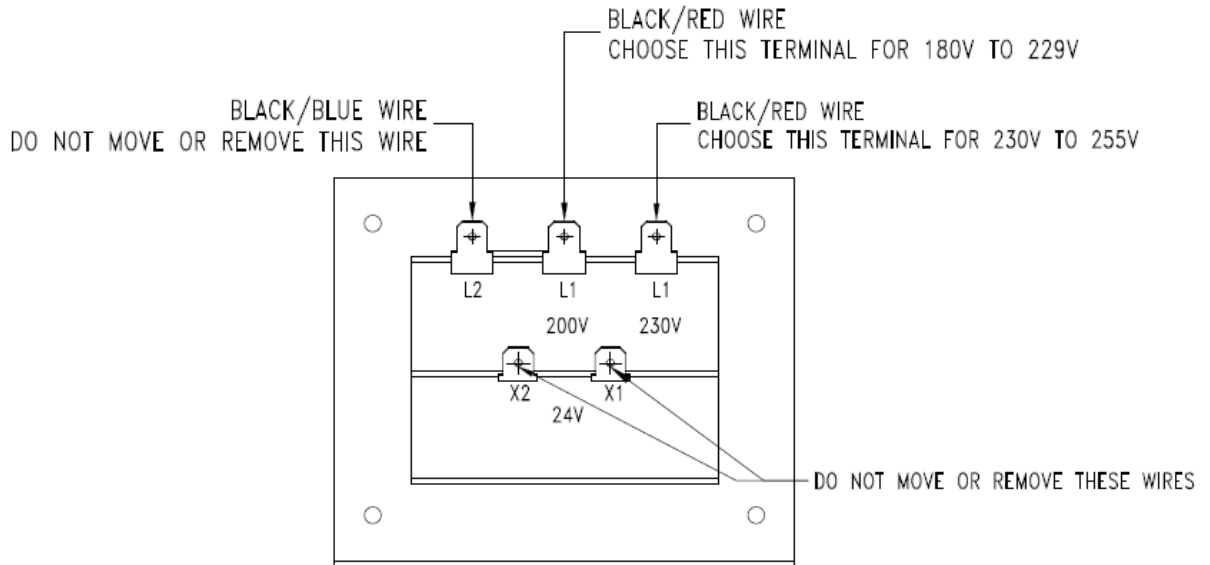 BLACK/RED WIRE
CHOOSE THIS TERMINAL FOR 180V TO 229V
BLACK/BLUE WIRE
DO NOT MOVE OR REMOVE THIS WIRE
BLACK/RED WIRE
CHOOSE THIS TERMINAL FOR 230V TO 255V
L2 L1 L1
200V 230V
X2 X1
24V
DO NOT MOVE OR REMOVE THESE WIRES